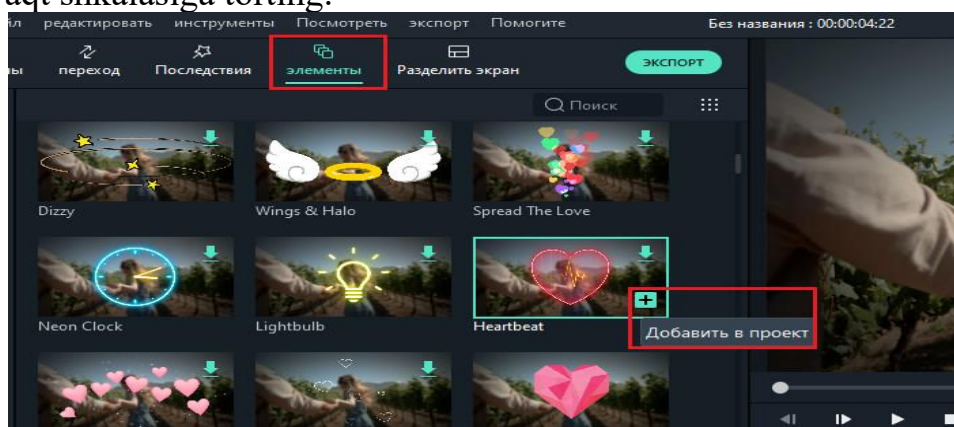 aqt shkalasiga torting.
йл редактировать инструменты Посмотреть экспорт Помогите Без названия : 00:00:04:22
ны переход Последствия элементы Разделить экран ЭКСПОРТ
Поиск
Dizzy Wings & Halo Spread The Love
Neon Clock Lightbulb Heartbeat
Добавить в проект